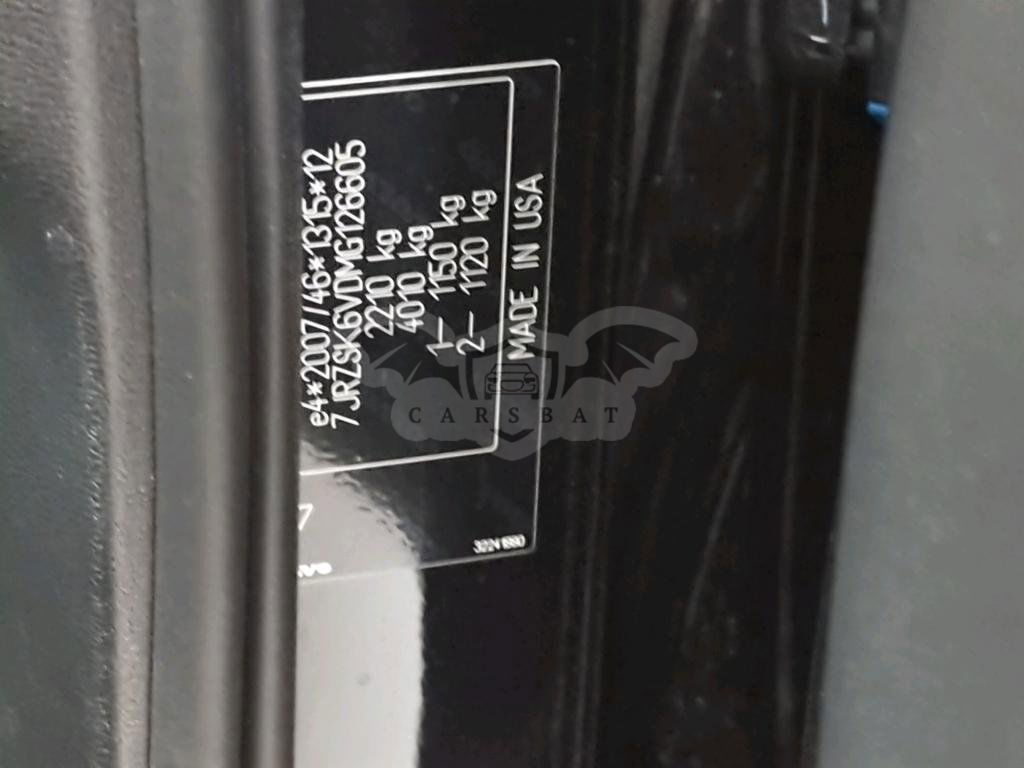 e4*2007/46*1315*12
7JRZSK6VDMG126605
2210 kg
4010 kg
1– 1150 kg
2– 1120 kg
MADE IN USA
CARSBAT